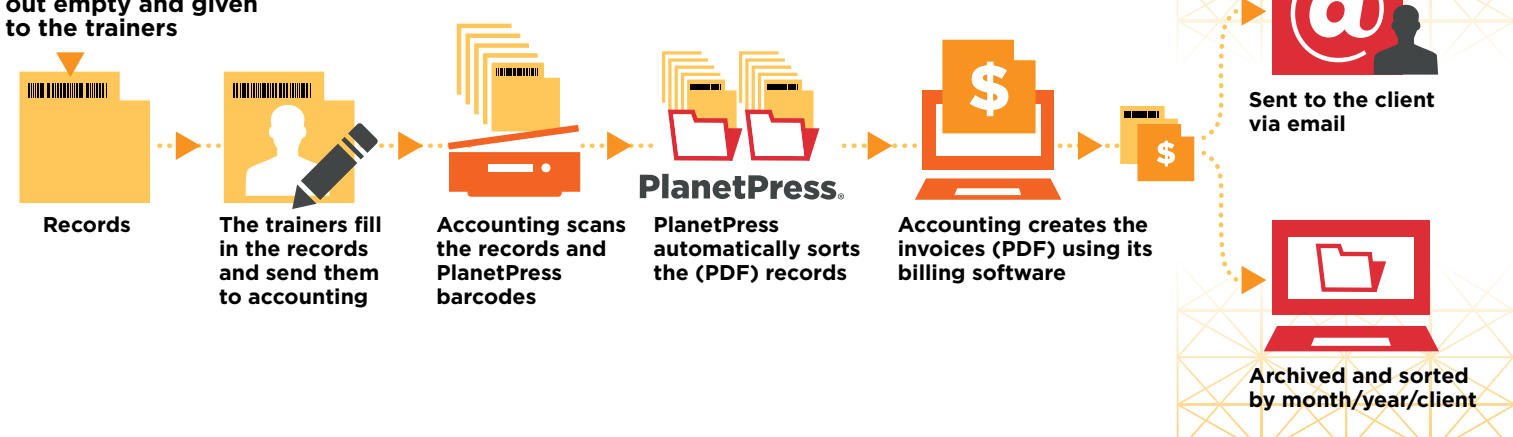 out empty and given
to the trainers
Records
The trainers fill
in the records
and send them
to accounting
Accounting scans
the records and
PlanetPress
barcodes
PlanetPress®
PlanetPress
automatically sorts
the (PDF) records
$
Accounting creates the
invoices (PDF) using its
billing software
$
@
Sent to the client
via email
Archived and sorted
by month/year/client